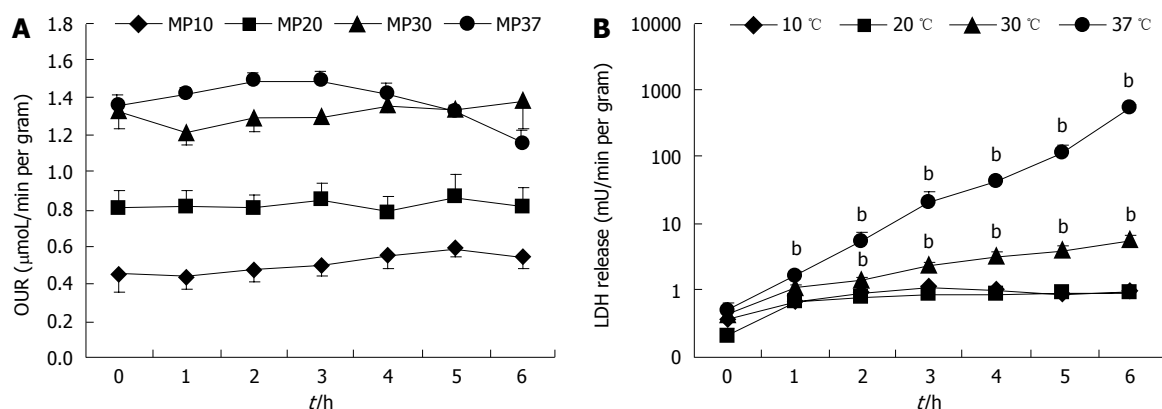 A
MP10 MP20 MP30 MP37
OUR (μmoL/min per gram)
1.8
1.6
1.4
1.2
1.0
0.8
0.6
0.4
0.2
0.0
0 1 2 3 4 5 6
t/h
B
10 ℃ 20 ℃ 30 ℃ 37 ℃
LDH release (mU/min per gram)
10000
1000
100
10
1
0
b
b
b
b
b
b
b
b
b
b
b
0 1 2 3 4 5 6
t/h